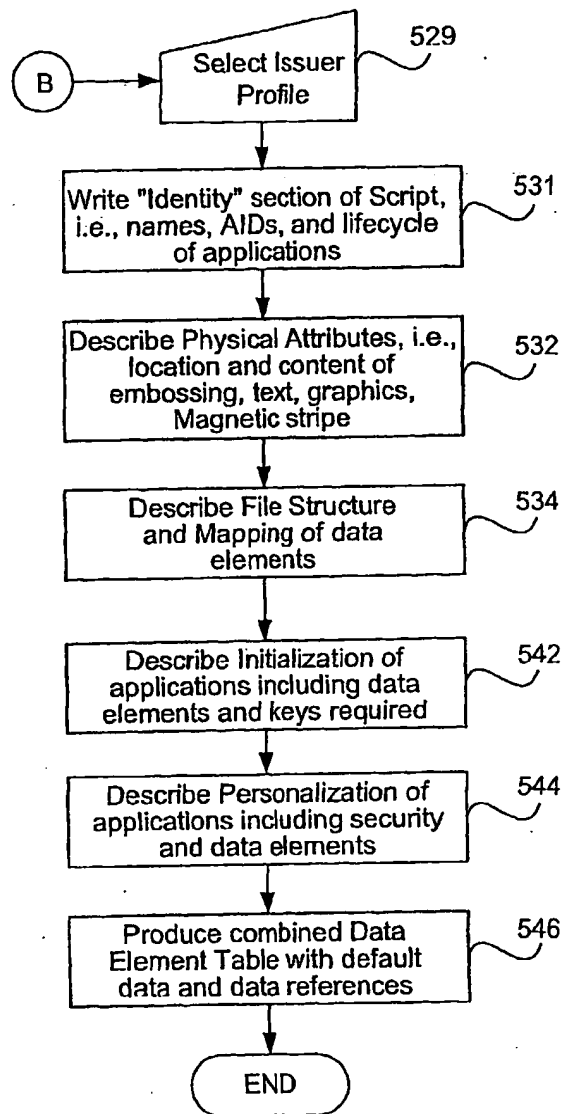 529
B
Select Issuer
Profile
531
Write "Identity" section of Script,
i.e., names, AIDs, and lifecycle
of applications
532
Describe Physical Attributes, i.e.,
location and content of
embossing, text, graphics,
Magnetic stripe
534
Describe File Structure
and Mapping of data
elements
542
Describe Initialization of
applications including data
elements and keys required
544
Describe Personalization of
applications including security
and data elements
546
Produce combined Data
Element Table with default
data and data references
END